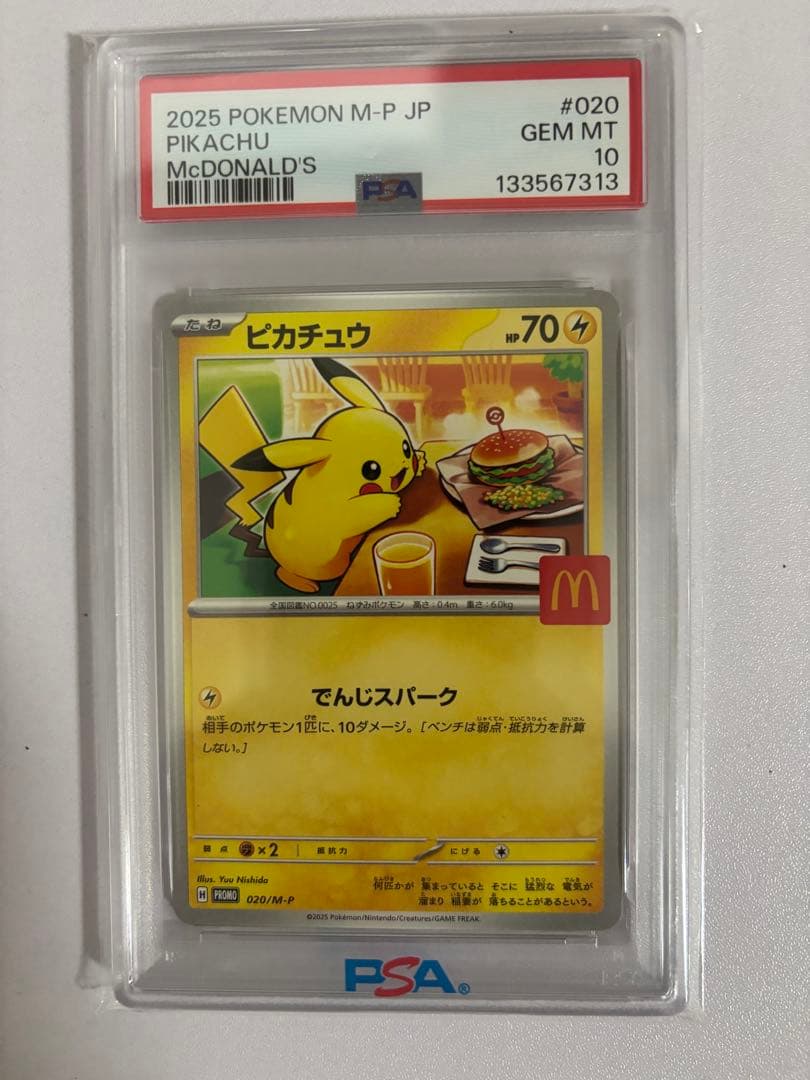 2025 POKEMON M-P JP #020
PIKACHU GEM MT
McDONALD'S 10
PSA 133567313
たね ピカチュウ HP70
全国図鑑NO.0025 ねずみポケモン 高さ:0.4m 重さ:6.0kg
でんじスパーク
相手のポケモン1匹に、10ダメージ。[ベンチは弱点・抵抗力を計算
しない。]
弱点 ×2 抵抗力 にげる
Illus. Yuu Nishida
何匹かが 集まっていると そこに 猛烈な 電気が
溜まり 稲妻が 落ちることがあるという。
H PROMO 020/M-P
©2025 Pokémon/Nintendo/Creatures/GAME FREAK.
PSA®